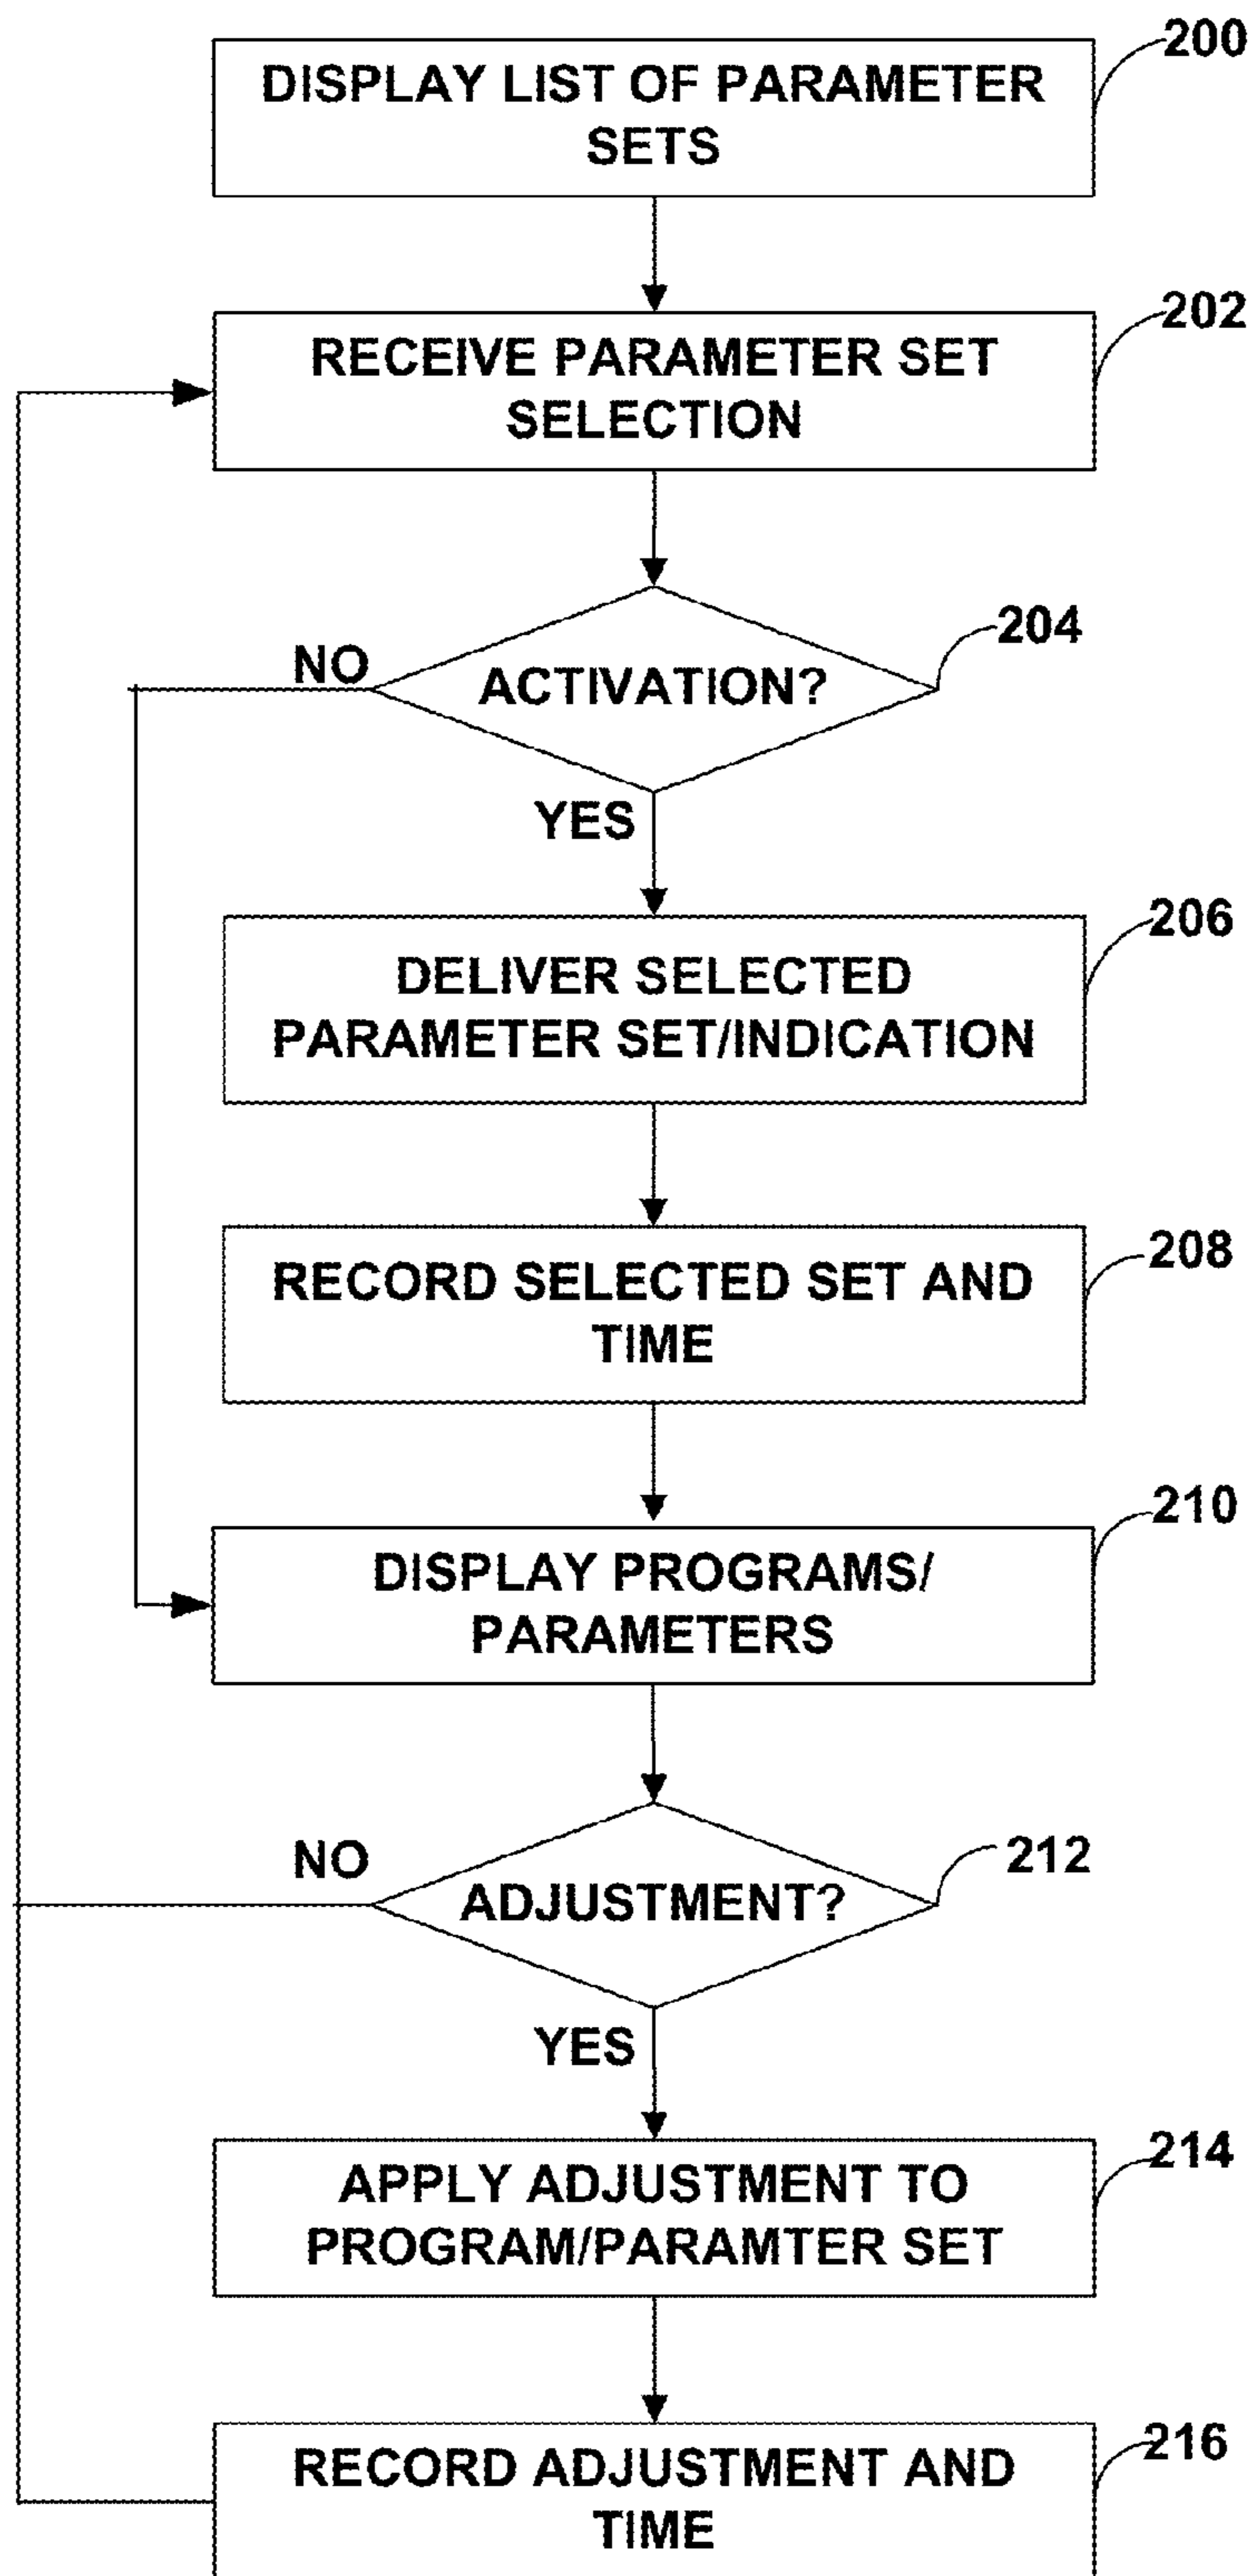 200
DISPLAY LIST OF PARAMETER
SETS
202
RECEIVE PARAMETER SET
SELECTION
204
NO
ACTIVATION?
YES
206
DELIVER SELECTED
PARAMETER SET/INDICATION
208
RECORD SELECTED SET AND
TIME
210
DISPLAY PROGRAMS/
PARAMETERS
212
NO
ADJUSTMENT?
YES
214
APPLY ADJUSTMENT TO
PROGRAM/PARAMTER SET
216
RECORD ADJUSTMENT AND
TIME